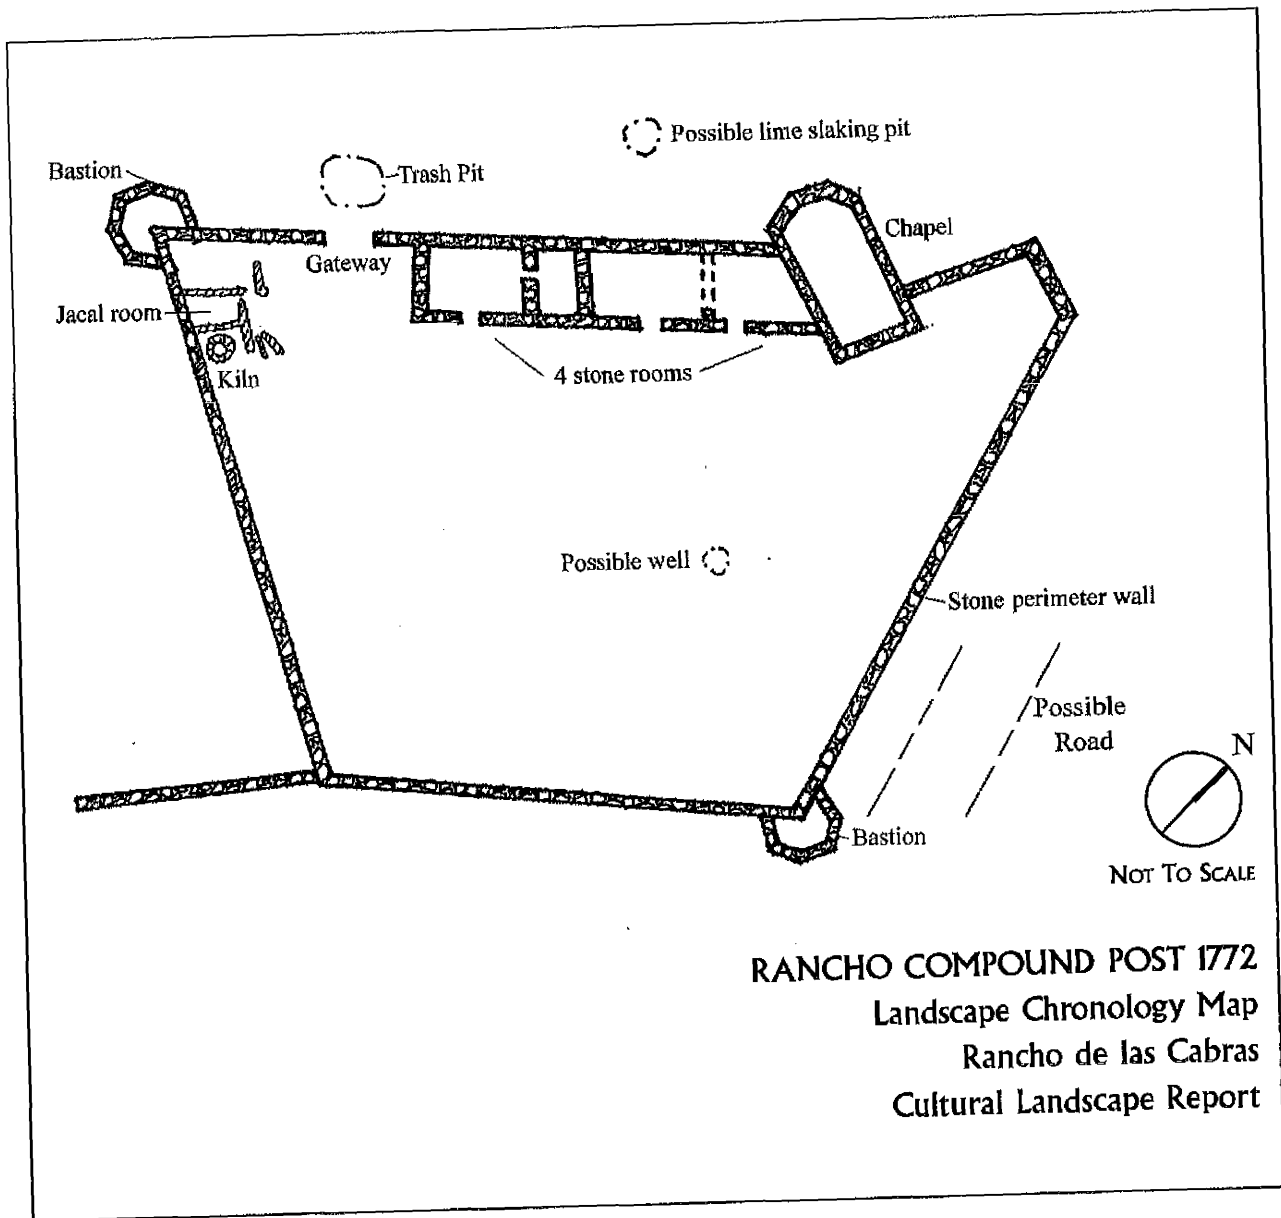 Possible lime slaking pit
Bastion
Trash Pit
Chapel
Gateway
Jacal room
4 stone rooms
Kiln
Possible well
Stone perimeter wall
Possible
Road
N
Bastion
NOT TO SCALE
RANCHO COMPOUND POST 1772
Landscape Chronology Map
Rancho de las Cabras
Cultural Landscape Report